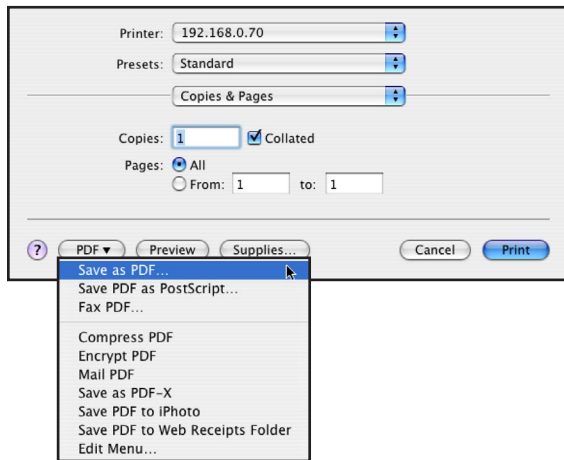 Printer: 192.168.0.70
Presets: Standard
Copies & Pages
Copies: 1 Collated
Pages: All
From: 1 to: 1
? PDF▼ Preview Supplies... Cancel Print
Save as PDF...
Save PDF as PostScript...
Fax PDF...
Compress PDF
Encrypt PDF
Mail PDF
Save as PDF-X
Save PDF to iPhoto
Save PDF to Web Receipts Folder
Edit Menu...